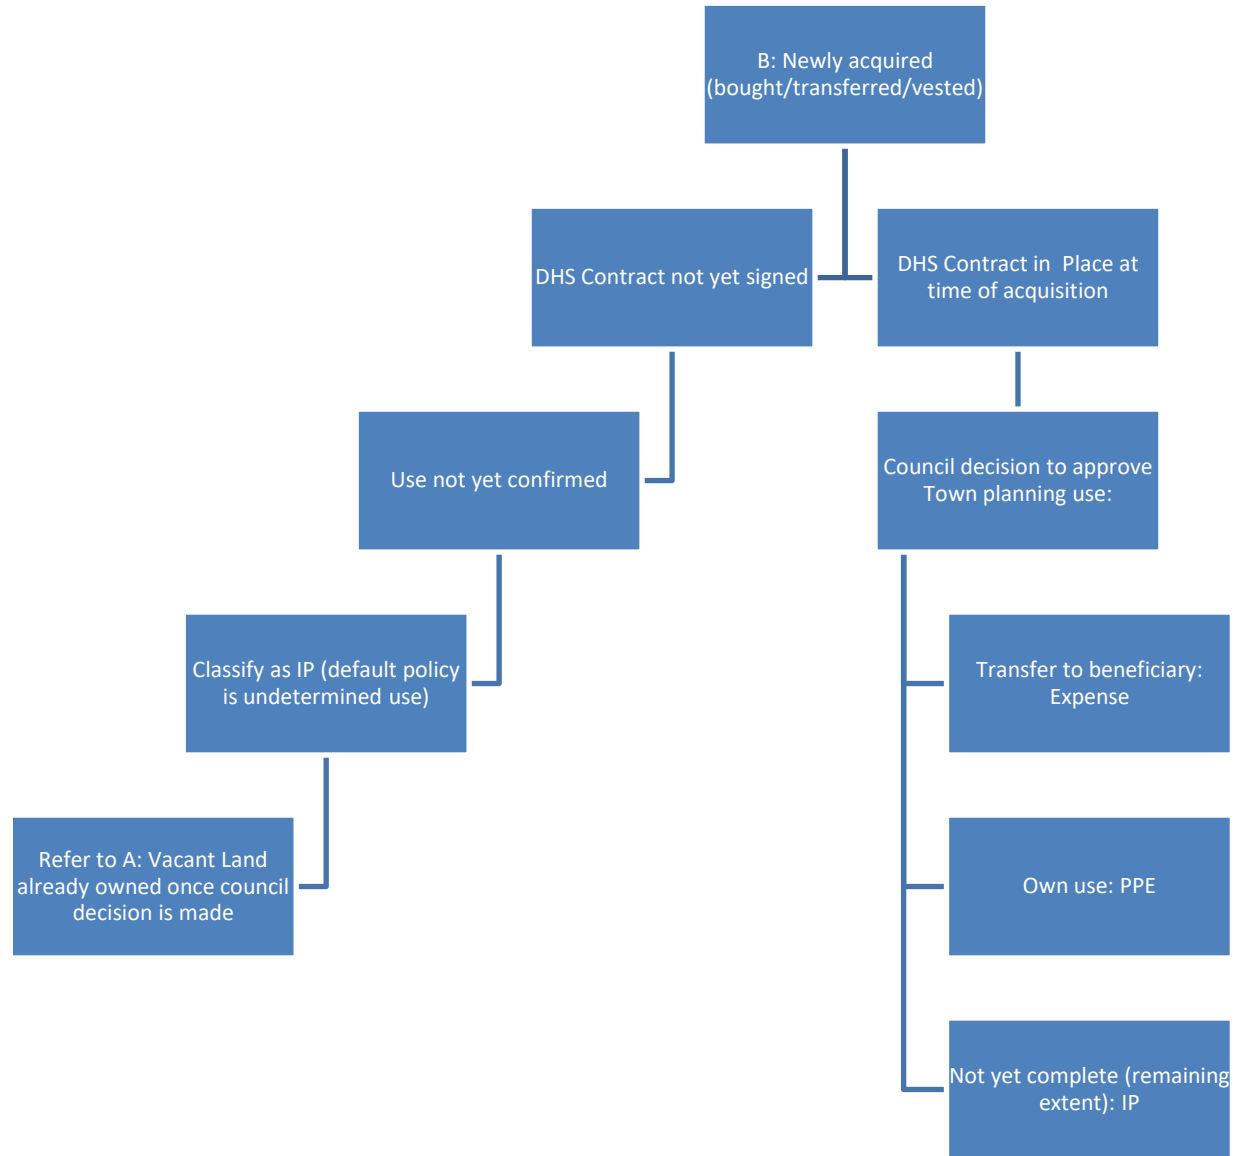 B: Newly acquired
(bought/transferred/vested)
DHS Contract not yet signed
DHS Contract in  Place at
time of acquisition
Use not yet confirmed
Council decision to approve
Town planning use:
Classify as IP (default policy
is undetermined use)
Transfer to beneficiary:
Expense
Refer to A: Vacant Land
already owned once council
decision is made
Own use: PPE
Not yet complete (remaining
extent): IP